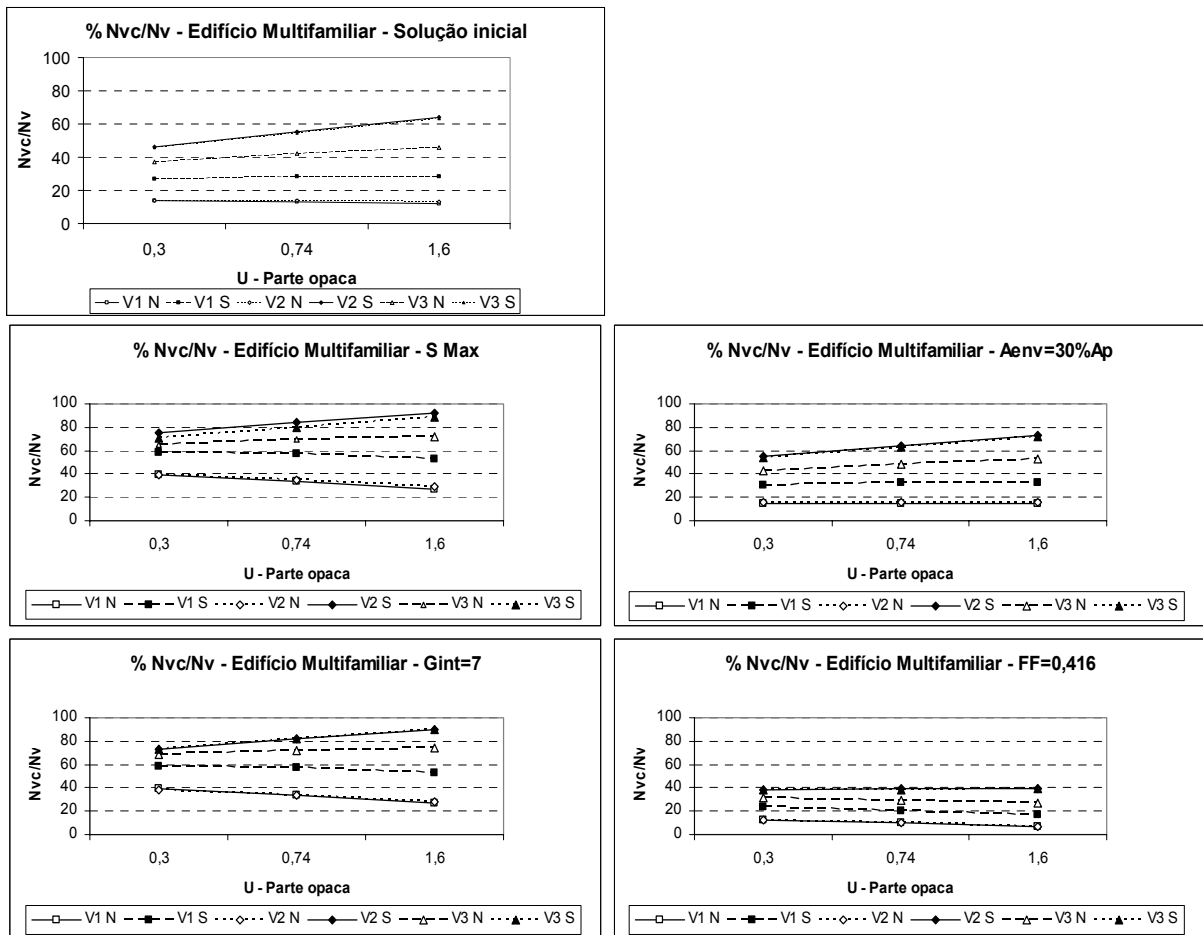 % Nvc/Nv - Edifício Multifamiliar - Solução inicial
100
80
60
40
20
0
Nvc/Nv
0,3 0,74 1,6
U - Parte opaca
V1 N V1 S V2 N V2 S V3 N V3 S
% Nvc/Nv - Edifício Multifamiliar - S Max
100
80
60
40
20
0
Nvc/Nv
0,3 0,74 1,6
U - Parte opaca
V1 N V1 S V2 N V2 S V3 N V3 S
% Nvc/Nv - Edifício Multifamiliar - Aenv=30%Ap
100
80
60
40
20
0
Nvc/Nv
0,3 0,74 1,6
U - Parte opaca
V1 N V1 S V2 N V2 S V3 N V3 S
% Nvc/Nv - Edifício Multifamiliar - Gint=7
100
80
60
40
20
0
Nvc/Nv
0,3 0,74 1,6
U - Parte opaca
V1 N V1 S V2 N V2 S V3 N V3 S
% Nvc/Nv - Edifício Multifamiliar - FF=0,416
100
80
60
40
20
0
Nvc/Nv
0,3 0,74 1,6
U - Parte opaca
V1 N V1 S V2 N V2 S V3 N V3 S